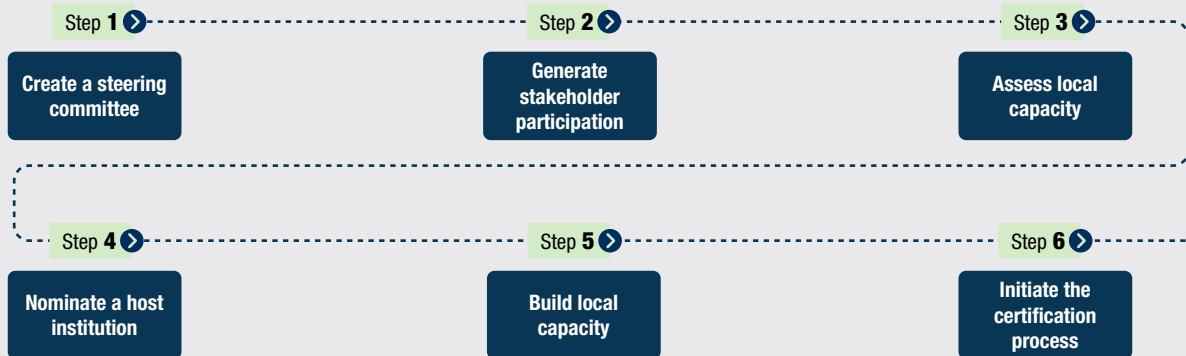 Step 1
Step 2
Step 3
Create a steering
committee
Generate
stakeholder
participation
Assess local
capacity
Step 4
Step 5
Step 6
Nominate a host
institution
Build local
capacity
Initiate the
certification
process